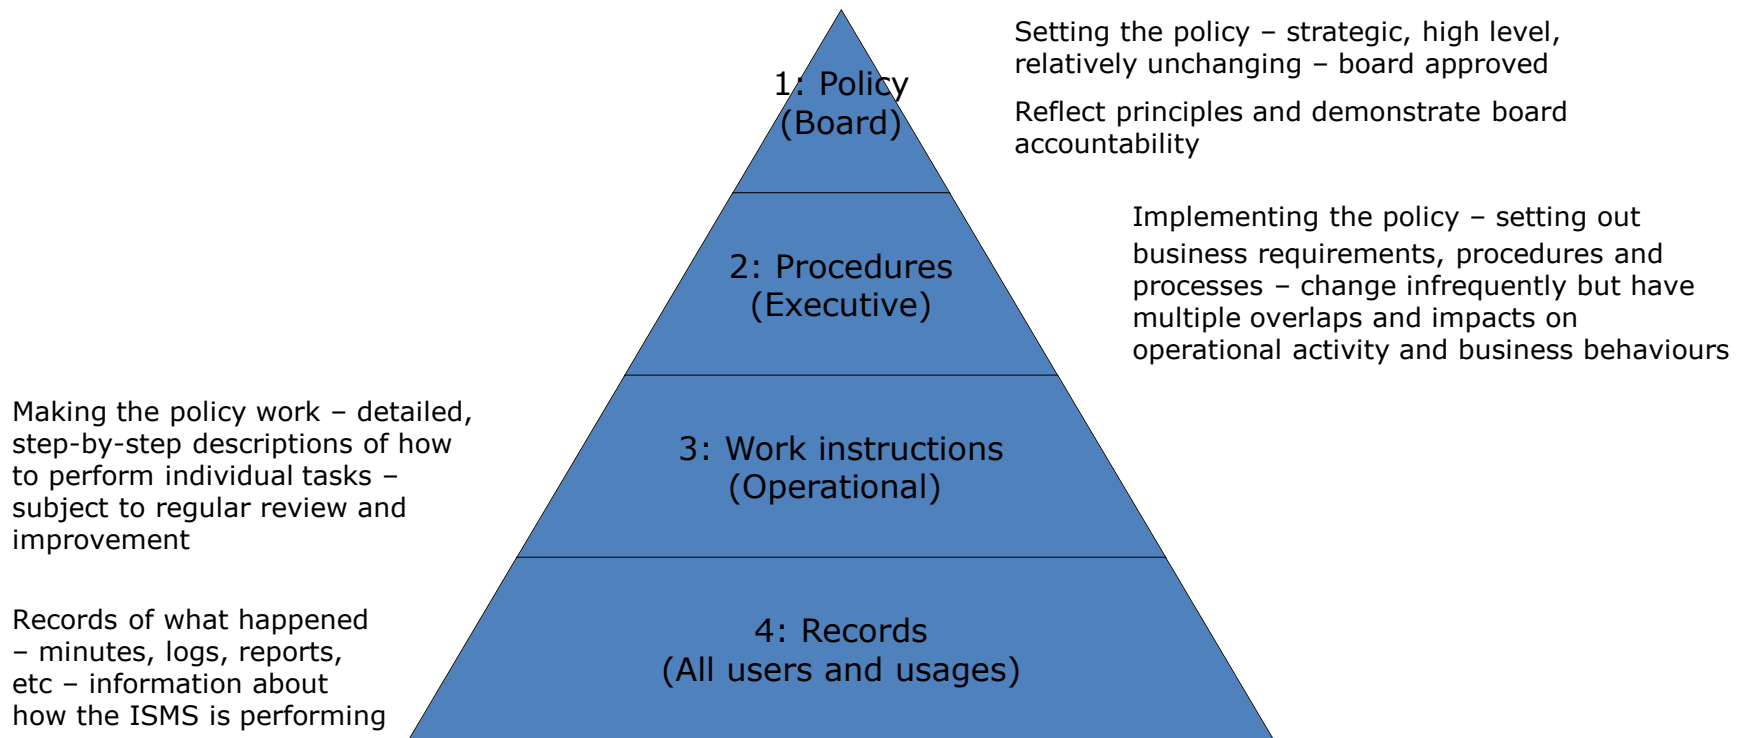 1: Policy
(Board)
Setting the policy – strategic, high level,
relatively unchanging – board approved
Reflect principles and demonstrate board
accountability
2: Procedures
(Executive)
Implementing the policy – setting out
business requirements, procedures and
processes – change infrequently but have
multiple overlaps and impacts on
operational activity and business behaviours
Making the policy work – detailed,
step-by-step descriptions of how
to perform individual tasks –
subject to regular review and
improvement
3: Work instructions
(Operational)
Records of what happened
– minutes, logs, reports,
etc – information about
how the ISMS is performing
4: Records
(All users and usages)